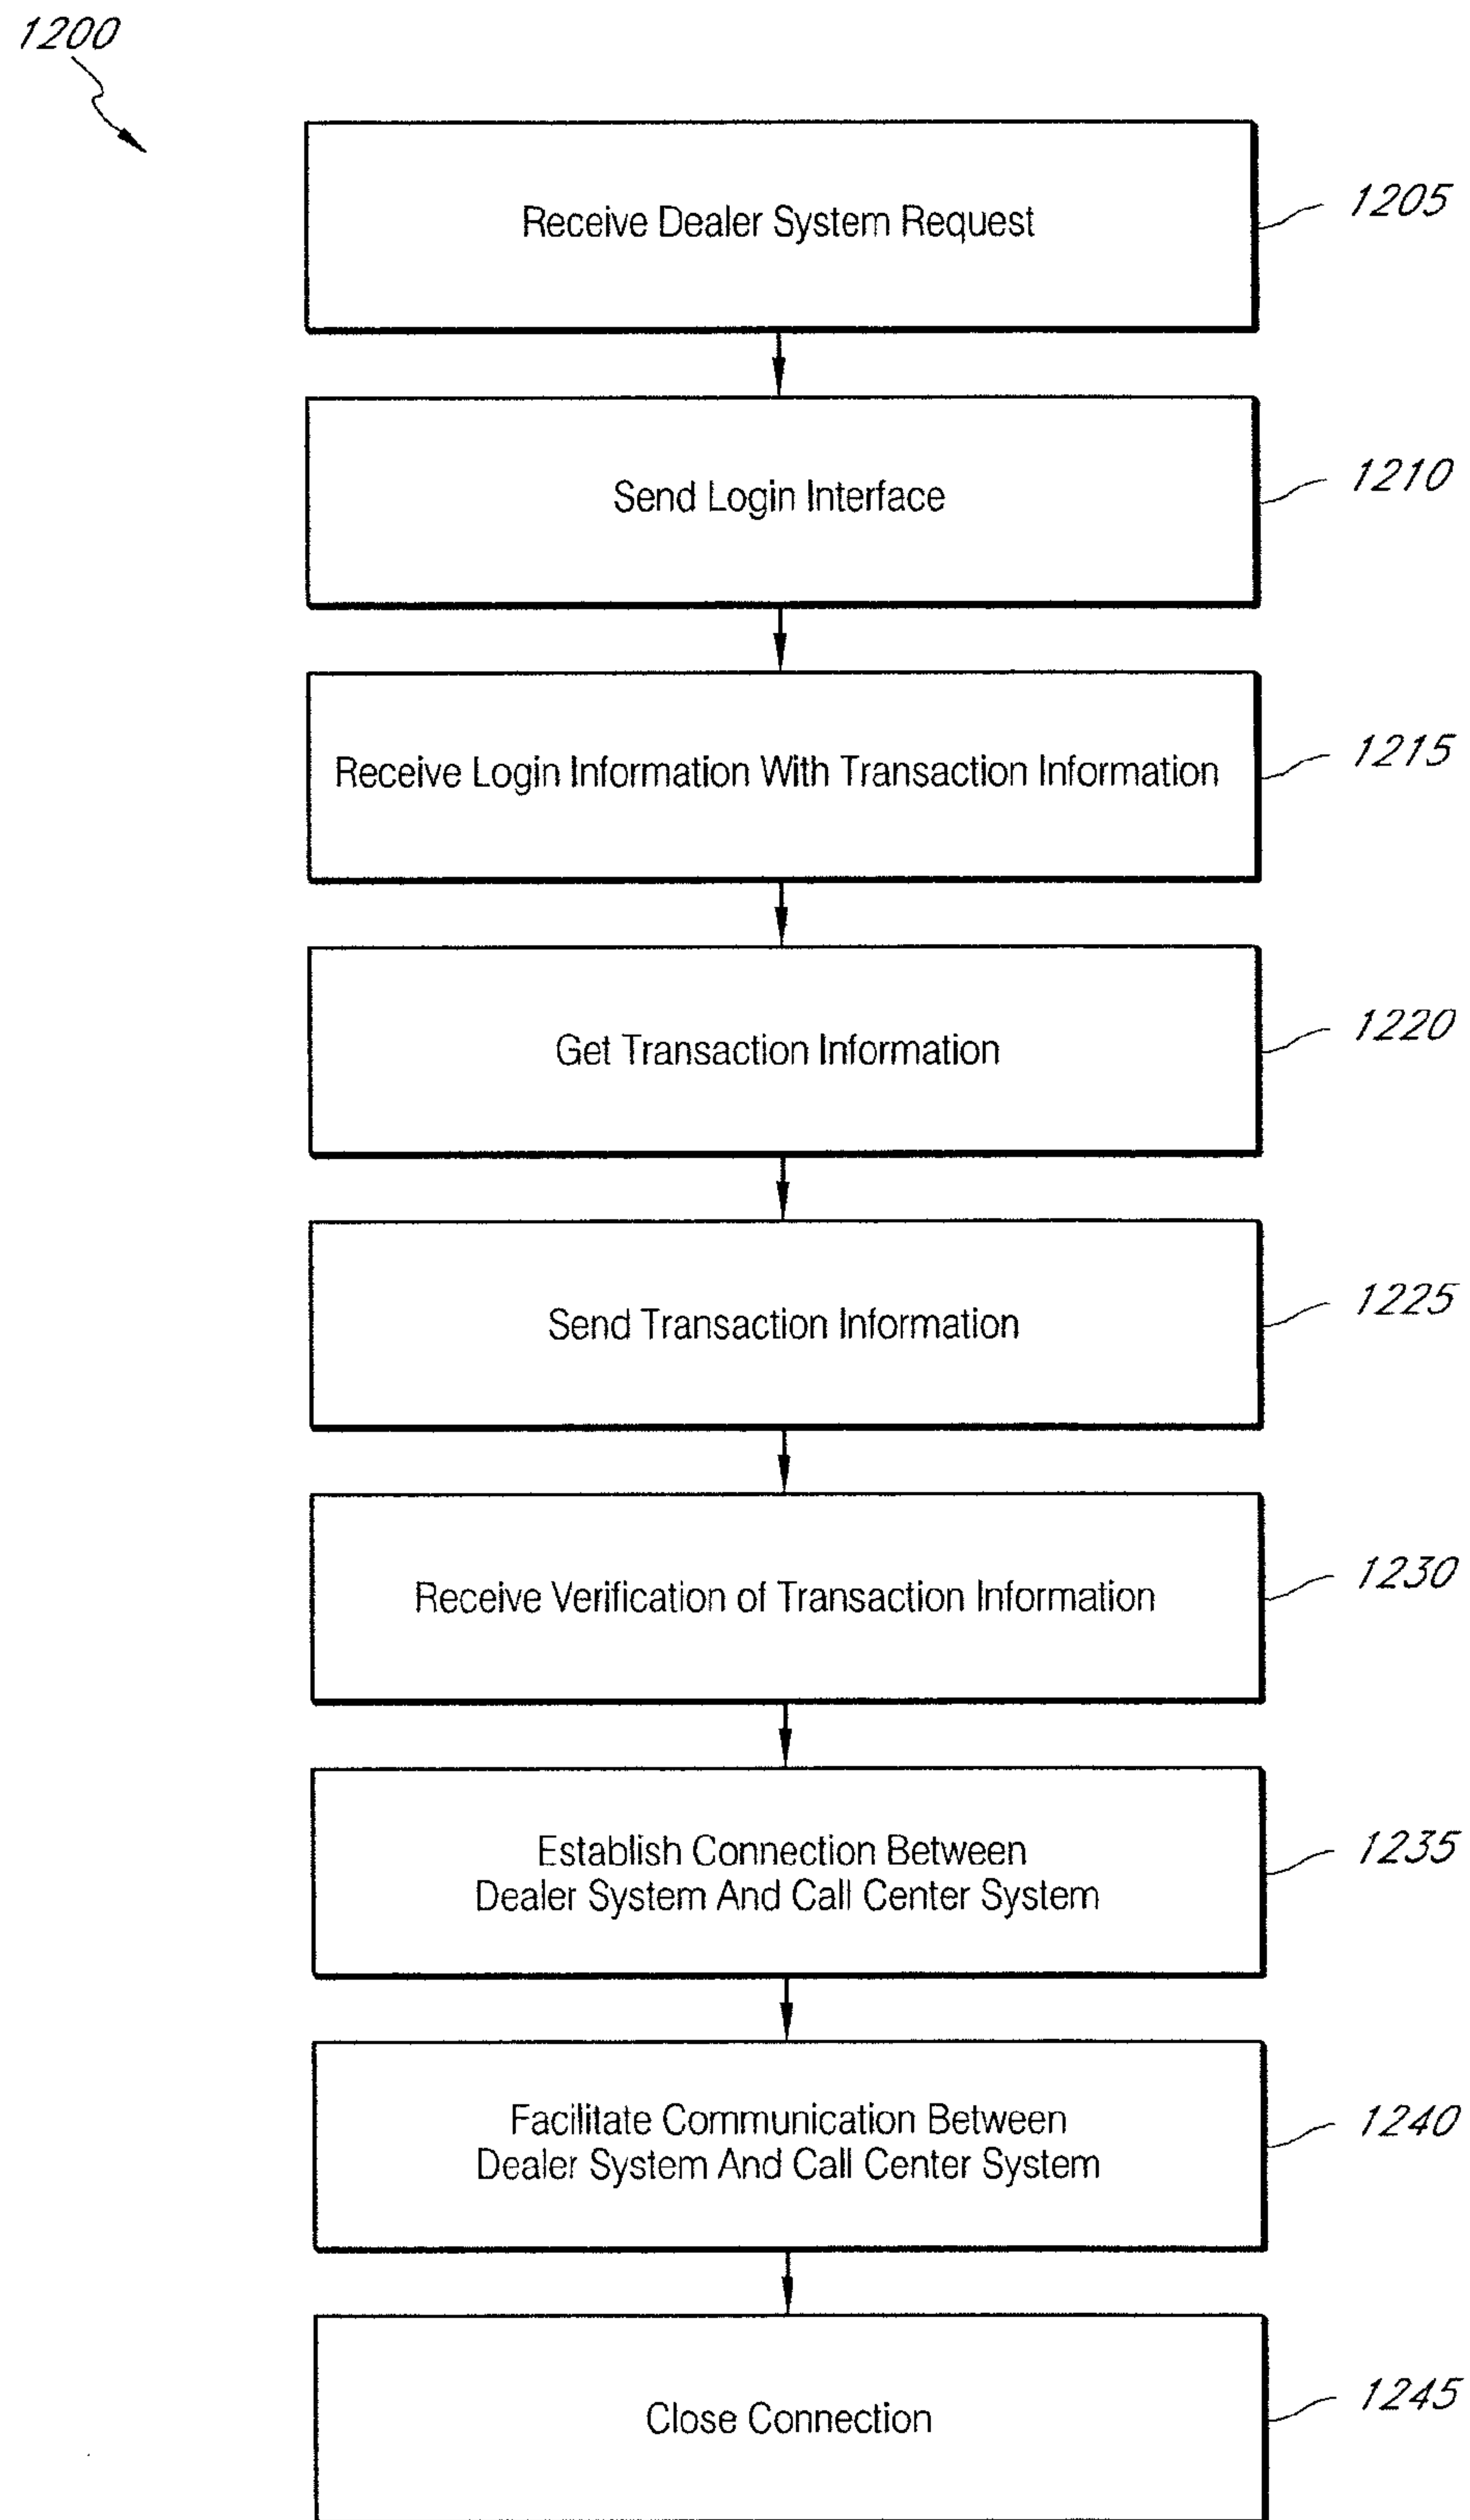 1200
Receive Dealer System Request
1205
Send Login Interface
1210
Receive Login Information With Transaction Information
1215
Get Transaction Information
1220
Send Transaction Information
1225
Receive Verification of Transaction Information
1230
Establish Connection Between
Dealer System And Call Center System
1235
Facilitate Communication Between
Dealer System And Call Center System
1240
Close Connection
1245